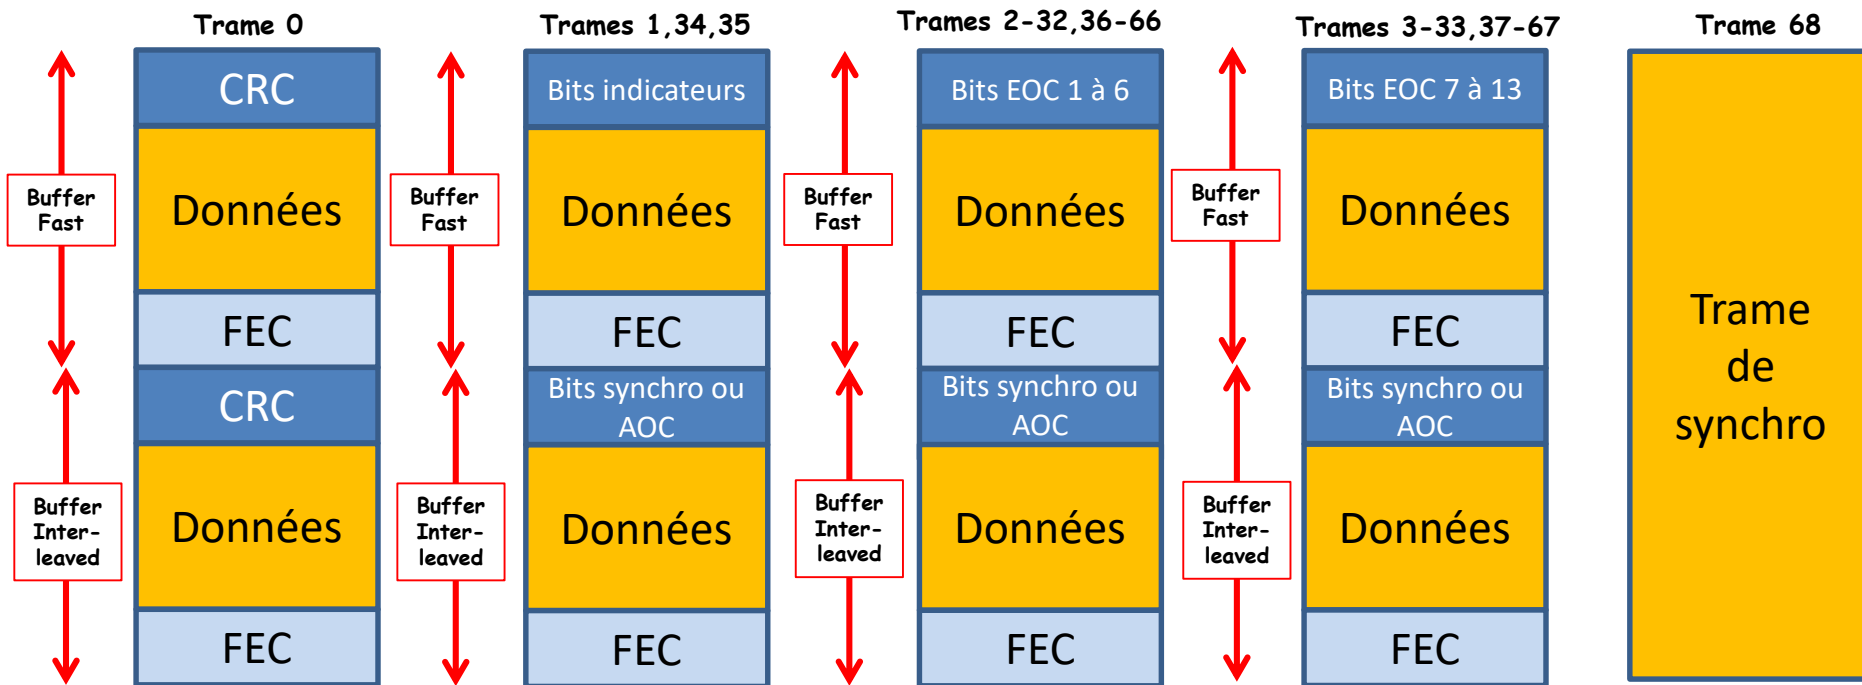 Trame 0
Trames 1,34,35
Trames 2-32,36-66
Trames 3-33,37-67
Trame 68
Buffer
Fast
CRC
Données
FEC
Buffer
Inter-
leaved
CRC
Données
FEC
Buffer
Fast
Bits indicateurs
Données
FEC
Buffer
Inter-
leaved
Bits synchro ou
AOC
Données
FEC
Buffer
Fast
Bits EOC 1 à 6
Données
FEC
Buffer
Inter-
leaved
Bits synchro ou
AOC
Données
FEC
Buffer
Fast
Bits EOC 7 à 13
Données
FEC
Buffer
Inter-
leaved
Bits synchro ou
AOC
Données
FEC
Trame
de
synchro